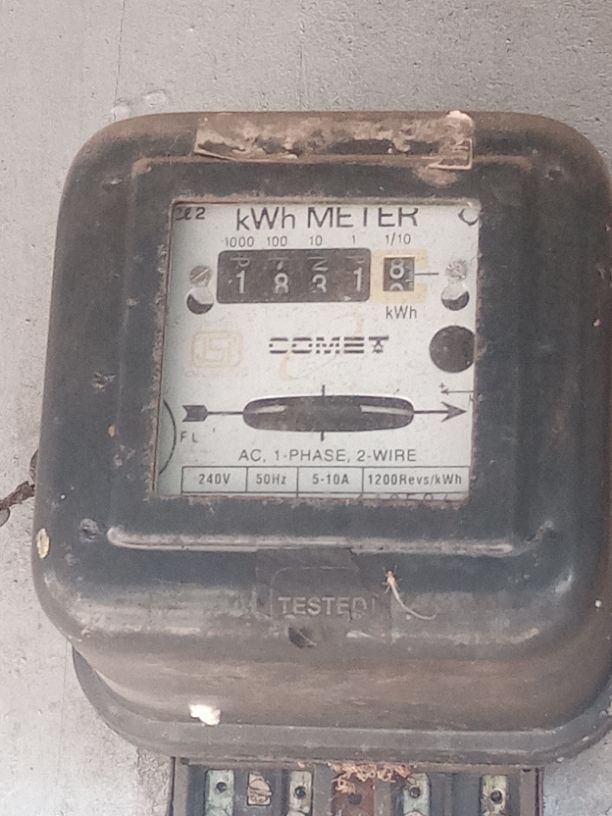 kWh METER
1000 100 10 1 1/10
1 8 3 1 8
kWh
COMET
FL
AC, 1-PHASE, 2-WIRE
240V 50Hz 5-10A 1200Revs/kWh
TESTED